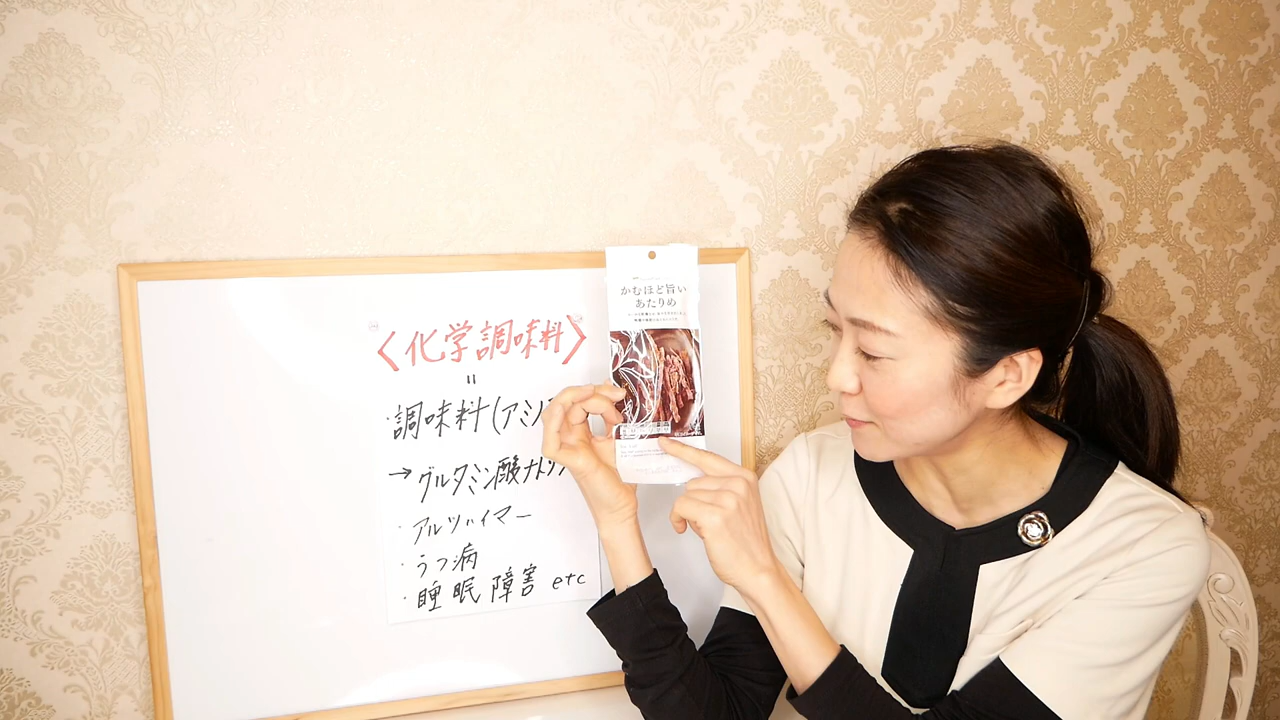 〈化学調味料〉
〃
・調味料(アミ
→グルタミン酸ナトリ
・アルツハイマー
・うつ病
・睡眠障害 etc
かむほど旨い
あたりめ